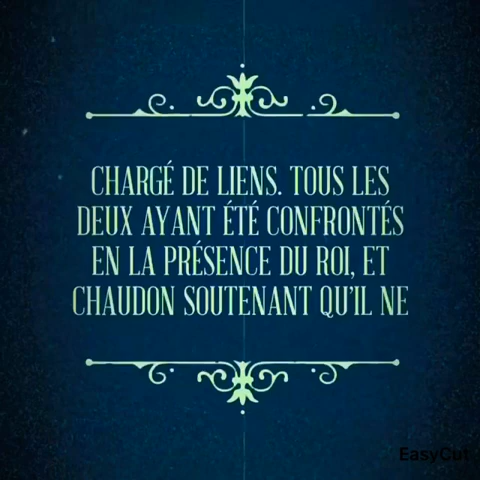 CHARGÉ DE LIENS. TOUS LES
DEUX AYANT ÉTÉ CONFRONTÉS
EN LA PRÉSENCE DU ROI, ET
CHAUDON SOUTENANT QU'IL NE
EasyCut